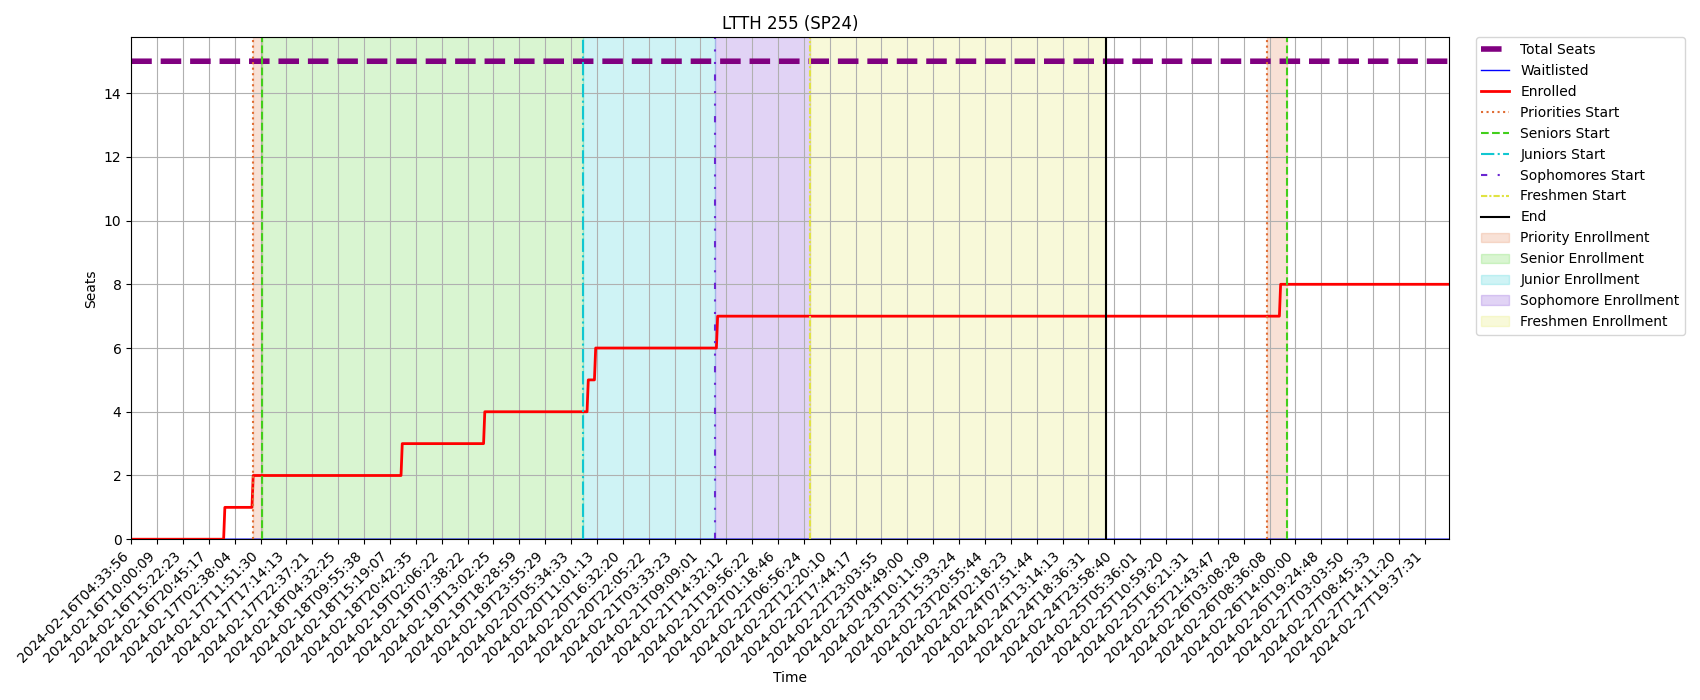 LTTH 255 (SP24)
Total Seats
Waitlisted
Enrolled
Priorities Start
Seniors Start
Juniors Start
Sophomores Start
Freshmen Start
End
Priority Enrollment
Senior Enrollment
Junior Enrollment
Sophomore Enrollment
Freshmen Enrollment
Seats
14
12
10
8
6
4
2
0
2024-02-16T04:33:56
2024-02-16T10:00:09
2024-02-16T15:22:23
2024-02-16T20:45:17
2024-02-17T02:38:04
2024-02-17T11:51:30
2024-02-17T17:14:13
2024-02-17T22:37:21
2024-02-18T04:32:25
2024-02-18T09:55:38
2024-02-18T15:19:07
2024-02-18T20:42:35
2024-02-19T02:06:22
2024-02-19T07:38:22
2024-02-19T13:02:25
2024-02-19T18:28:59
2024-02-19T23:55:29
2024-02-20T05:34:33
2024-02-20T11:01:13
2024-02-20T16:32:20
2024-02-20T22:05:22
2024-02-21T03:33:23
2024-02-21T09:09:01
2024-02-21T14:32:12
2024-02-21T19:56:22
2024-02-22T01:18:46
2024-02-22T06:56:24
2024-02-22T12:20:10
2024-02-22T17:44:17
2024-02-22T23:03:55
2024-02-23T04:49:00
2024-02-23T10:11:09
2024-02-23T15:33:24
2024-02-23T20:55:44
2024-02-24T02:18:23
2024-02-24T07:51:44
2024-02-24T13:14:13
2024-02-24T18:36:31
2024-02-24T23:58:40
2024-02-25T05:36:01
2024-02-25T10:59:20
2024-02-25T16:21:31
2024-02-25T21:43:47
2024-02-26T03:08:28
2024-02-26T08:36:08
2024-02-26T14:00:00
2024-02-26T19:24:48
2024-02-27T03:03:50
2024-02-27T08:45:33
2024-02-27T14:11:20
2024-02-27T19:37:31
Time